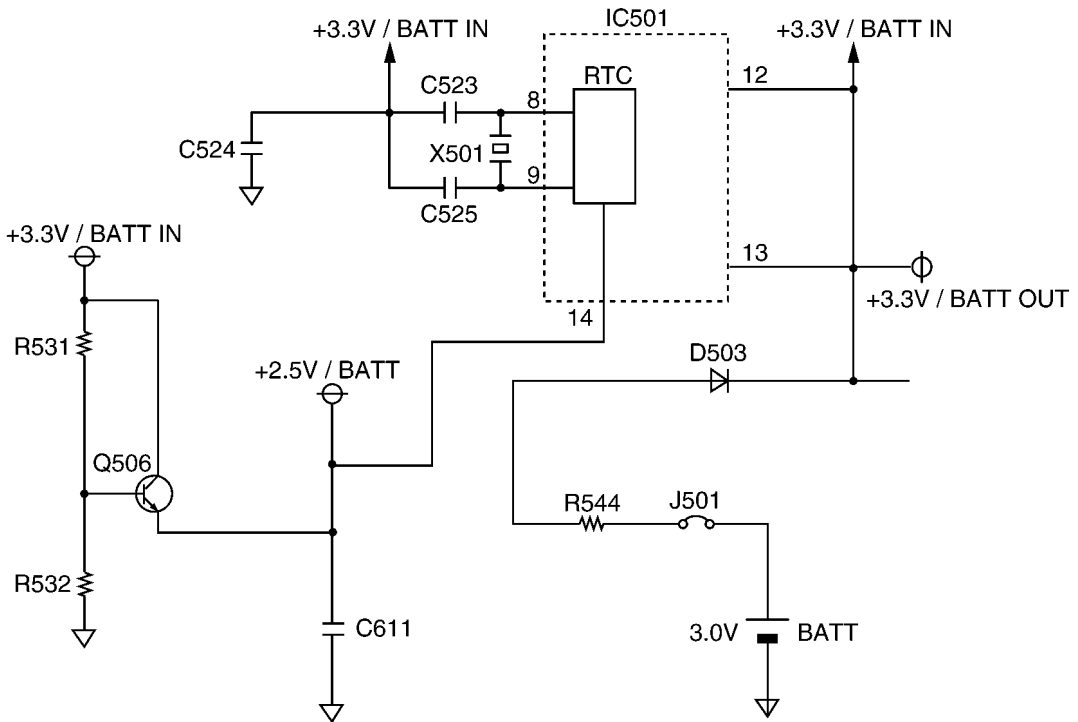 IC501
+3.3V / BATT IN
+3.3V / BATT IN
RTC
12
C523
8
C524
X501
9
C525
+3.3V / BATT IN
13
+3.3V / BATT OUT
14
R531
D503
+2.5V / BATT
Q506
R544
J501
R532
C611
3.0V
BATT